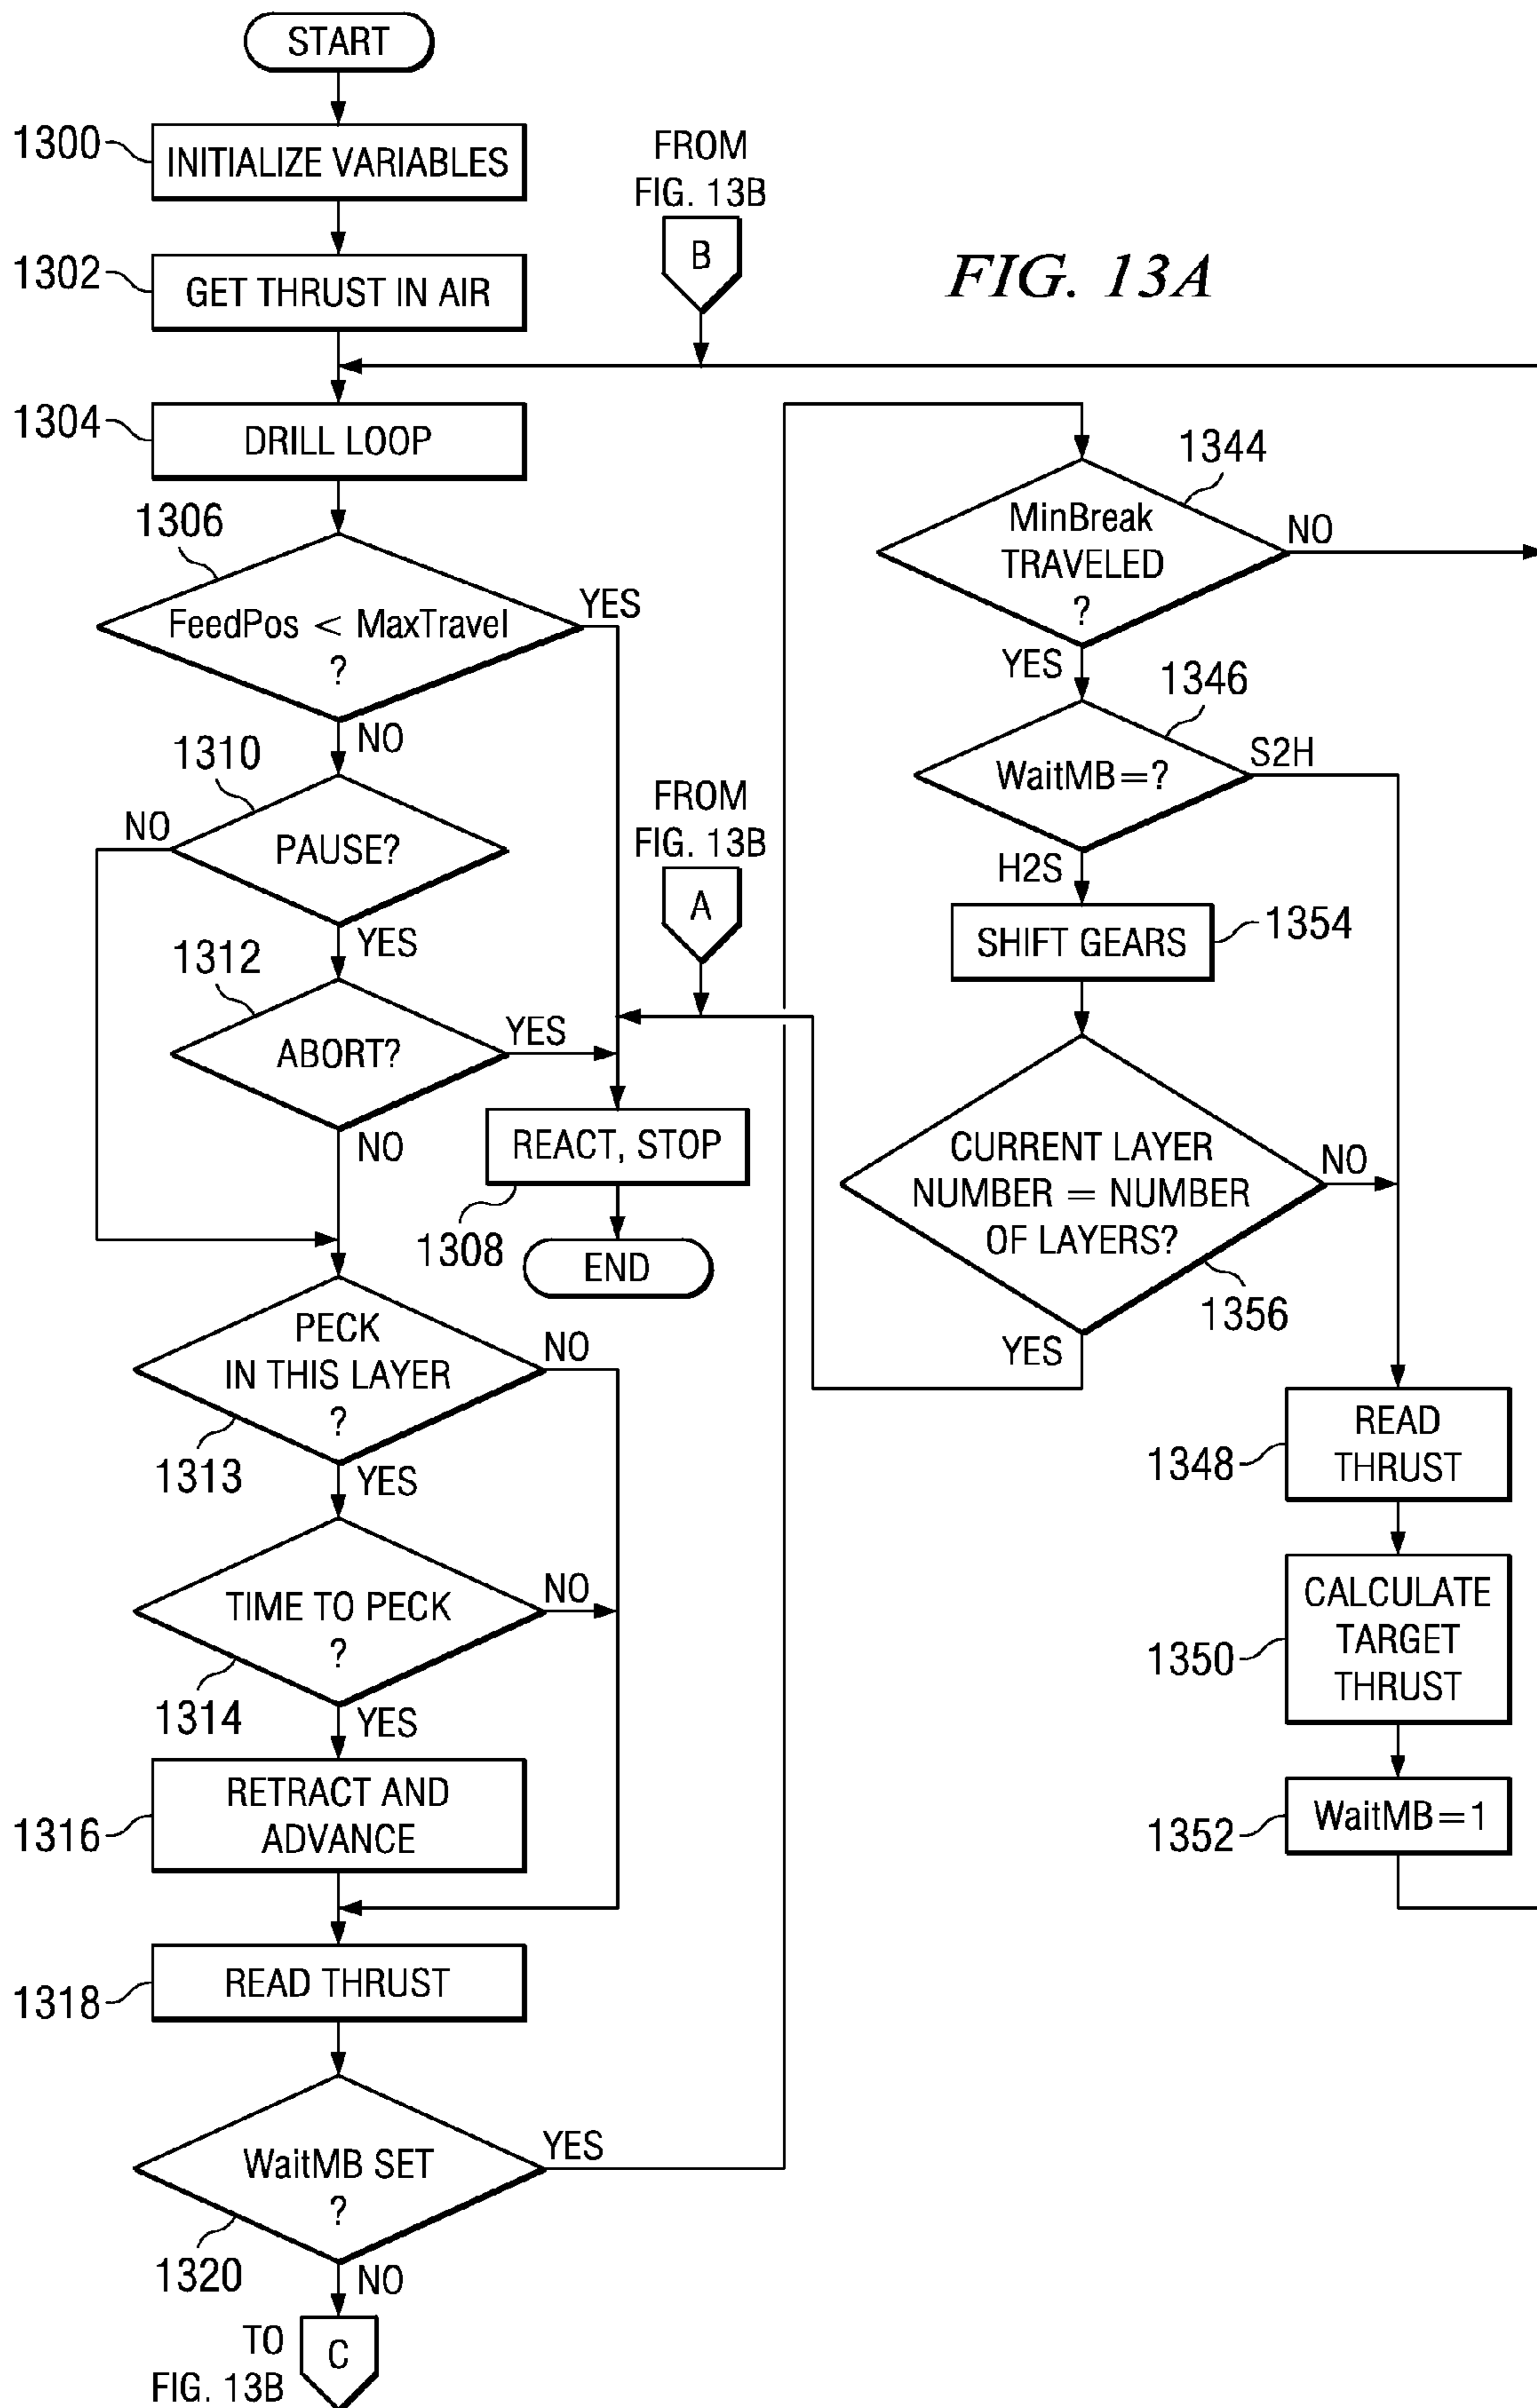 START
1300
INITIALIZE VARIABLES
1302
GET THRUST IN AIR
FROM
FIG. 13B
B
FIG. 13A
1304
DRILL LOOP
1306
FeedPos < MaxTravel
?
YES
NO
1310
PAUSE?
NO
YES
1312
ABORT?
YES
NO
FROM
FIG. 13B
A
REACT, STOP
1308
END
PECK
IN THIS LAYER
?
NO
1313
YES
TIME TO PECK
?
NO
1314
YES
RETRACT AND
ADVANCE
1316
READ THRUST
1318
WaitMB SET
?
YES
1320
NO
TO
FIG. 13B
C
1344
MinBreak
TRAVELED
?
NO
YES
1346
WaitMB=?
S2H
H2S
SHIFT GEARS
1354
CURRENT LAYER
NUMBER = NUMBER
OF LAYERS?
NO
1356
YES
READ
THRUST
1348
CALCULATE
TARGET
THRUST
1350
WaitMB=1
1352